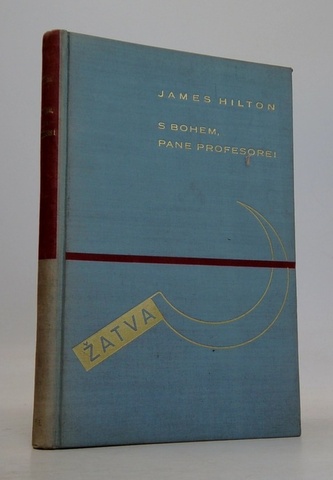 JAMES HILTON
S BOHEM,
PANE PROFESORE!
ŽATVA